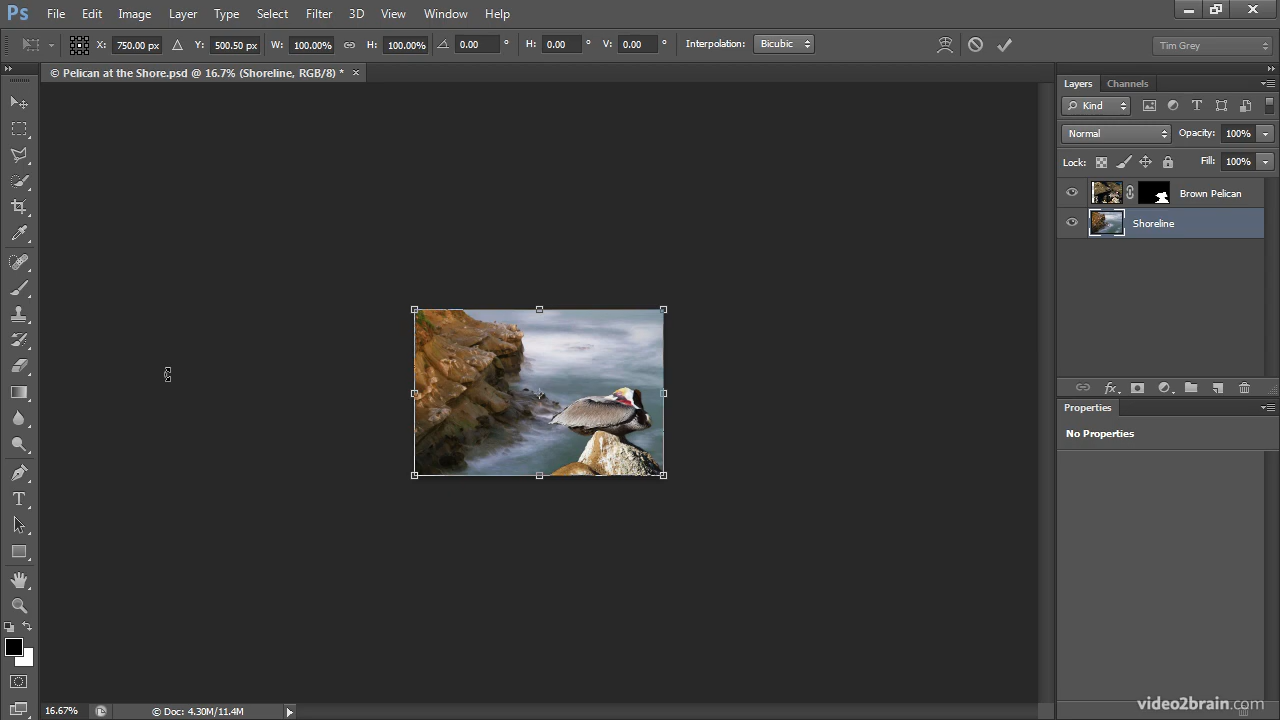 Ps File Edit Image Layer Type Select Filter 3D View Window Help
X: 750.00 px Y: 500.50 px W: 100.00% H: 100.00% 0.00 ° H: 0.00 ° V: 0.00 ° Interpolation: Bicubic Tim Grey
© Pelican at the Shore.psd @ 16.7% (Shoreline, RGB/8) * ×
Layers Channels
Kind T
Normal Opacity: 100%
Lock: Fill: 100%
Brown Pelican
Shoreline
fx
Properties
No Properties
T
16.67% © Doc: 4.30M/11.4M
video2brain.com